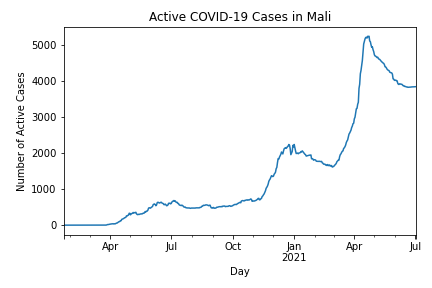 Active COVID-19 Cases in Mali
Number of Active Cases
5000
4000
3000
2000
1000
0
Apr Jul Oct Jan Apr Jul
2021
Day